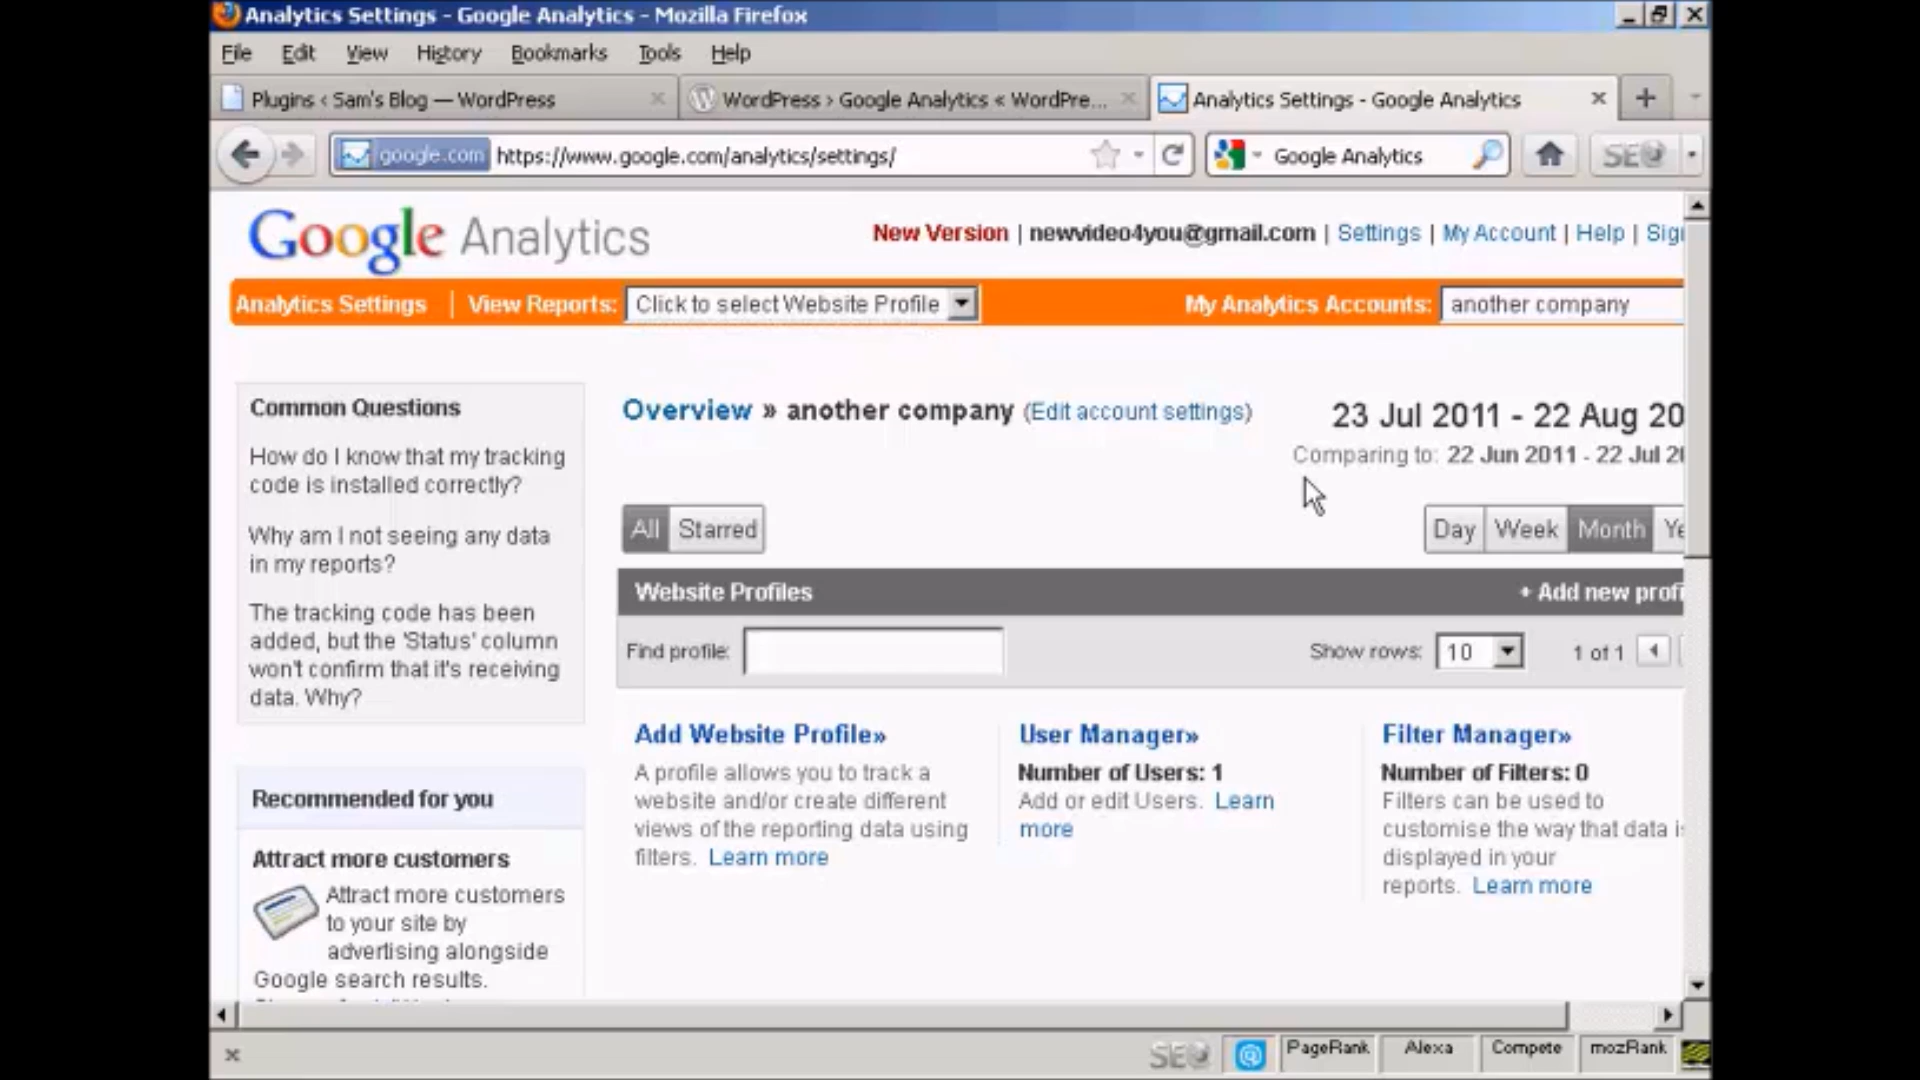 Analytics Settings - Google Analytics - Mozilla Firefox
File Edit View History Bookmarks Tools Help
Plugins ‹ Sam's Blog — WordPress
WordPress › Google Analytics « WordPre...
Analytics Settings - Google Analytics
google.com https://www.google.com/analytics/settings/
Google Analytics
SEO
Google Analytics
New Version | newvideo4you@gmail.com | Settings | My Account | Help | Sig
Analytics Settings | View Reports: Click to select Website Profile
My Analytics Accounts: another company
Common Questions
How do I know that my tracking
code is installed correctly?
Why am I not seeing any data
in my reports?
The tracking code has been
added, but the 'Status' column
won't confirm that it's receiving
data. Why?
Recommended for you
Attract more customers
Attract more customers
to your site by
advertising alongside
Google search results.
Overview » another company (Edit account settings)
23 Jul 2011 - 22 Aug 20
Comparing to: 22 Jun 2011 - 22 Jul 2
All Starred
Day Week Month Ye
Website Profiles
+ Add new profi
Find profile:
Show rows: 10 1 of 1
Add Website Profile»
A profile allows you to track a
website and/or create different
views of the reporting data using
filters. Learn more
User Manager»
Number of Users: 1
Add or edit Users. Learn
more
Filter Manager»
Number of Filters: 0
Filters can be used to
customise the way that data i
displayed in your
reports. Learn more
SEO PageRank Alexa Compete mozRank